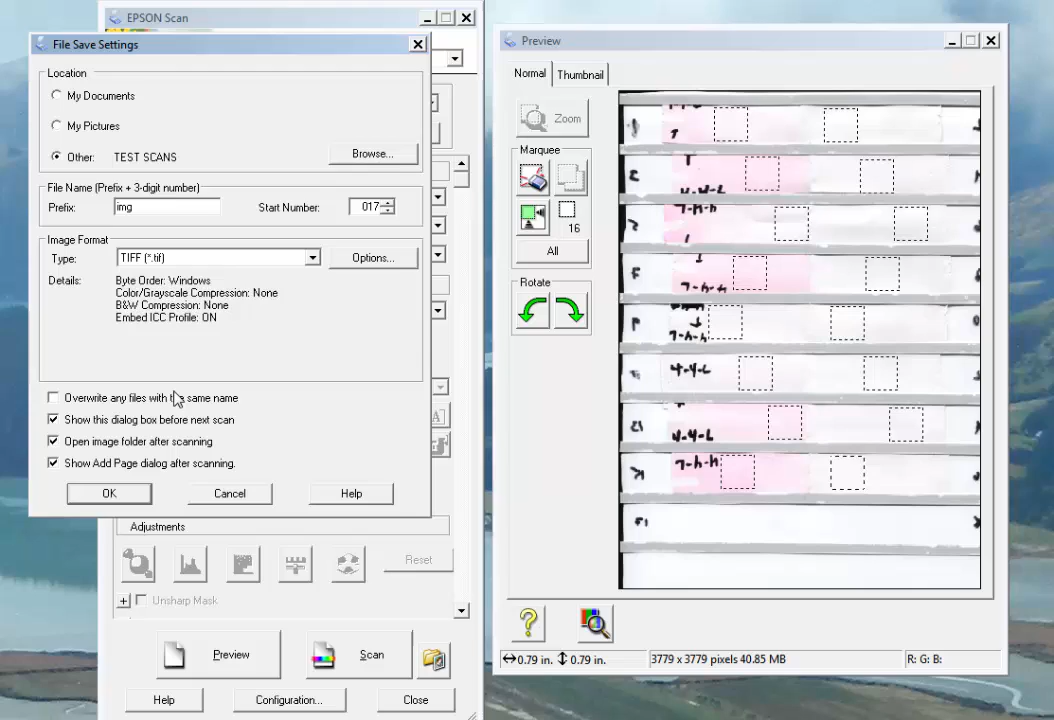 EPSON Scan
File Save Settings
Location
My Documents
My Pictures
Other: TEST SCANS
Browse...
File Name (Prefix + 3-digit number)
Prefix: img
Start Number: 017
Image Format
Type: TIFF (*.tif)
Options...
Details: Byte Order: Windows
Color/Grayscale Compression: None
B&W Compression: None
Embed ICC Profile: ON
Overwrite any files with the same name
Show this dialog box before next scan
Open image folder after scanning
Show Add Page dialog after scanning.
OK
Cancel
Help
Adjustments
Reset
Unsharp Mask
Preview
Scan
Help
Configuration...
Close
Preview
Normal
Thumbnail
Zoom
Marquee
16
All
Rotate
4-4-L
4-4-L
0.79 in. 0.79 in.
3779 x 3779 pixels 40.85 MB
R: G: B: